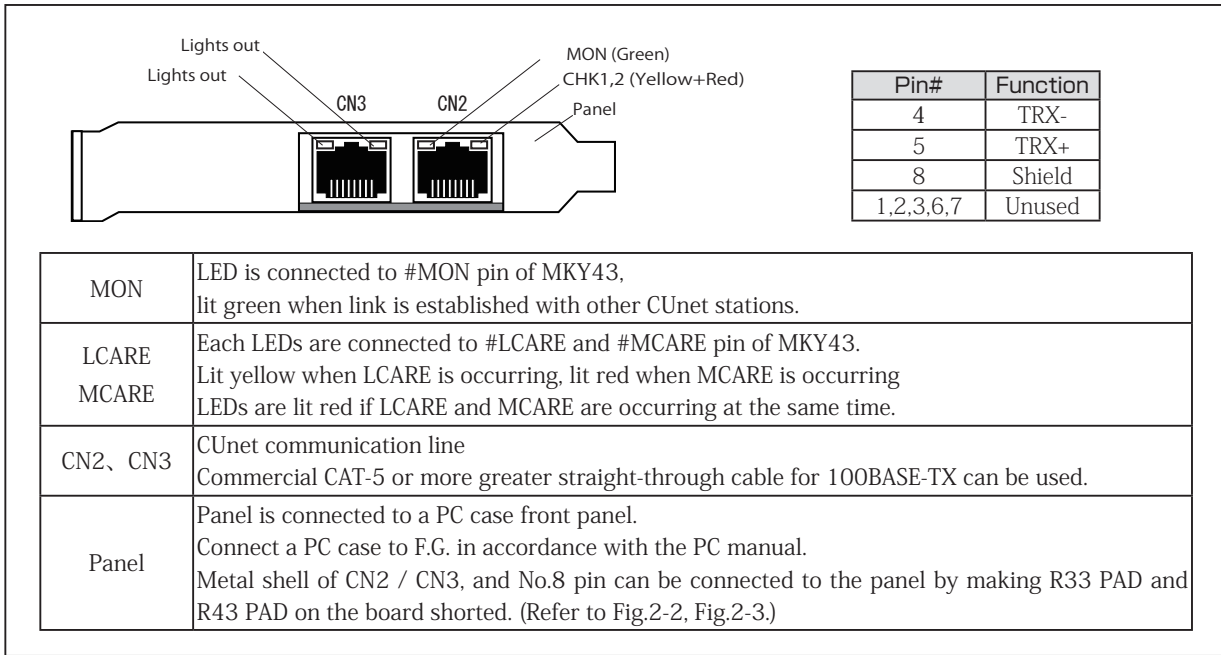 Lights out
Lights out
MON (Green)
CHK1,2 (Yellow+Red)
Panel
CN3
CN2
Pin# Function
4 TRX-
5 TRX+
8 Shield
1,2,3,6,7 Unused
MON
LED is connected to #MON pin of MKY43,
lit green when link is established with other CUnet stations.
LCARE
MCARE
Each LEDs are connected to #LCARE and #MCARE pin of MKY43.
Lit yellow when LCARE is occurring, lit red when MCARE is occurring
LEDs are lit red if LCARE and MCARE are occurring at the same time.
CN2、CN3
CUnet communication line
Commercial CAT-5 or more greater straight-through cable for 100BASE-TX can be used.
Panel
Panel is connected to a PC case front panel.
Connect a PC case to F.G. in accordance with the PC manual.
Metal shell of CN2 / CN3, and No.8 pin can be connected to the panel by making R33 PAD and
R43 PAD on the board shorted. (Refer to Fig.2-2, Fig.2-3.)